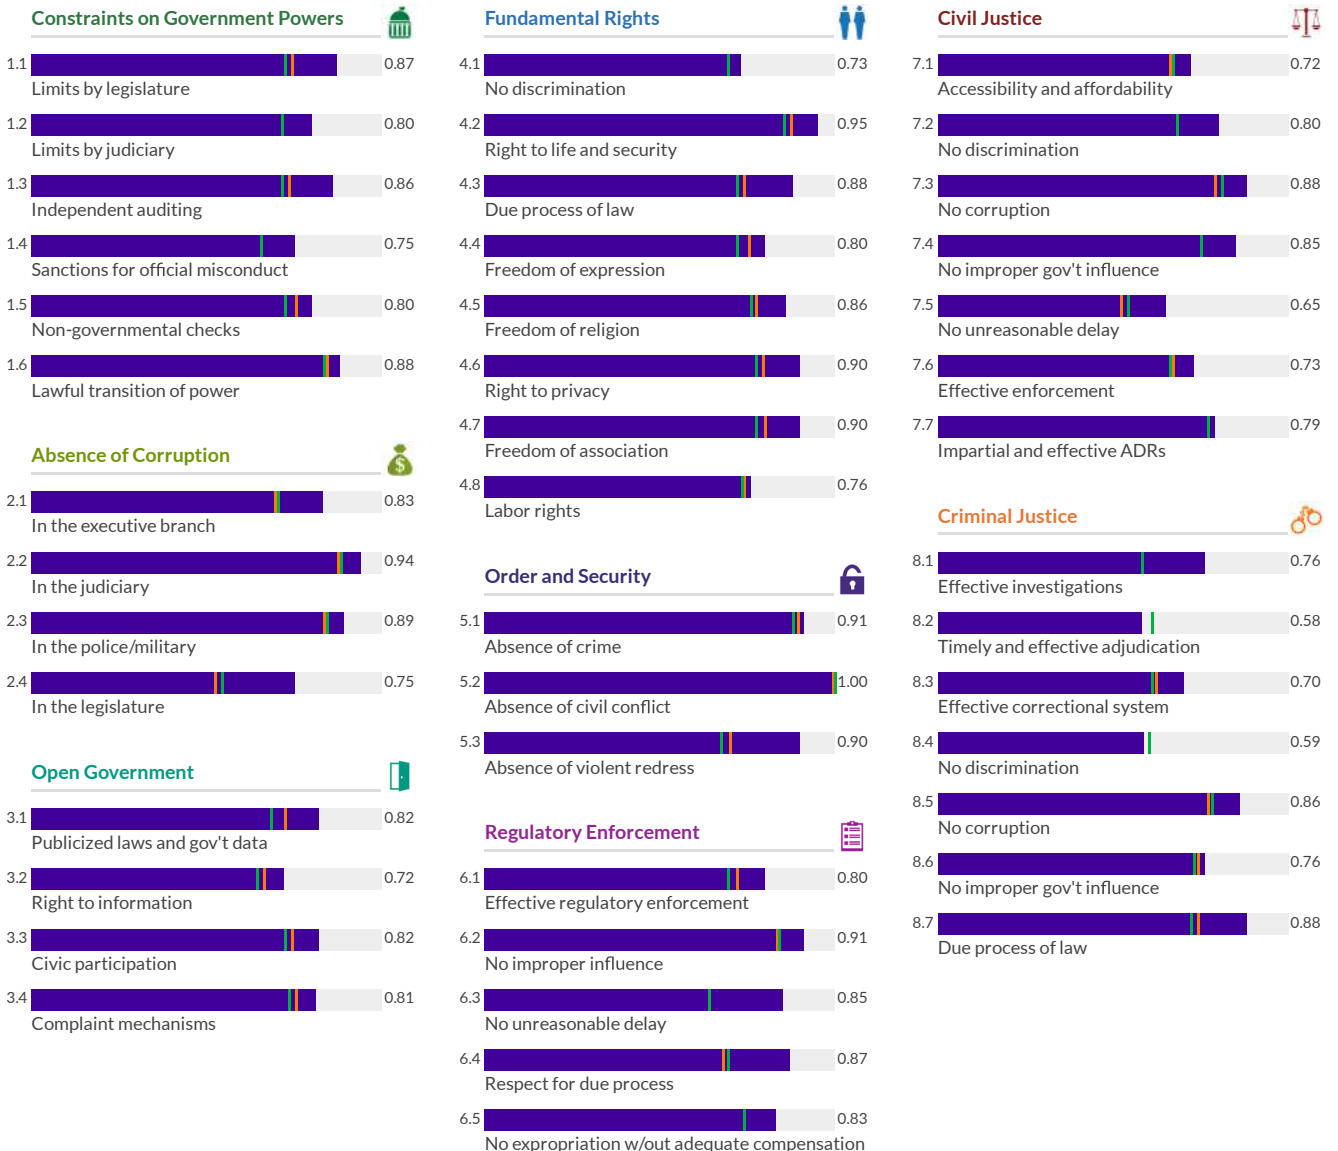 Constraints on Government Powers
1.1 0.87
Limits by legislature
1.2 0.80
Limits by judiciary
1.3 0.86
Independent auditing
1.4 0.75
Sanctions for official misconduct
1.5 0.80
Non-governmental checks
1.6 0.88
Lawful transition of power
Absence of Corruption
2.1 0.83
In the executive branch
2.2 0.94
In the judiciary
2.3 0.89
In the police/military
2.4 0.75
In the legislature
Open Government
3.1 0.82
Publicized laws and gov't data
3.2 0.72
Right to information
3.3 0.82
Civic participation
3.4 0.81
Complaint mechanisms
Fundamental Rights
4.1 0.73
No discrimination
4.2 0.95
Right to life and security
4.3 0.88
Due process of law
4.4 0.80
Freedom of expression
4.5 0.86
Freedom of religion
4.6 0.90
Right to privacy
4.7 0.90
Freedom of association
4.8 0.76
Labor rights
Order and Security
5.1 0.91
Absence of crime
5.2 1.00
Absence of civil conflict
5.3 0.90
Absence of violent redress
Regulatory Enforcement
6.1 0.80
Effective regulatory enforcement
6.2 0.91
No improper influence
6.3 0.85
No unreasonable delay
6.4 0.87
Respect for due process
6.5 0.83
No expropriation w/out adequate compensation
Civil Justice
7.1 0.72
Accessibility and affordability
7.2 0.80
No discrimination
7.3 0.88
No corruption
7.4 0.85
No improper gov't influence
7.5 0.65
No unreasonable delay
7.6 0.73
Effective enforcement
7.7 0.79
Impartial and effective ADRs
Criminal Justice
8.1 0.76
Effective investigations
8.2 0.58
Timely and effective adjudication
8.3 0.70
Effective correctional system
8.4 0.59
No discrimination
8.5 0.86
No corruption
8.6 0.76
No improper gov't influence
8.7 0.88
Due process of law